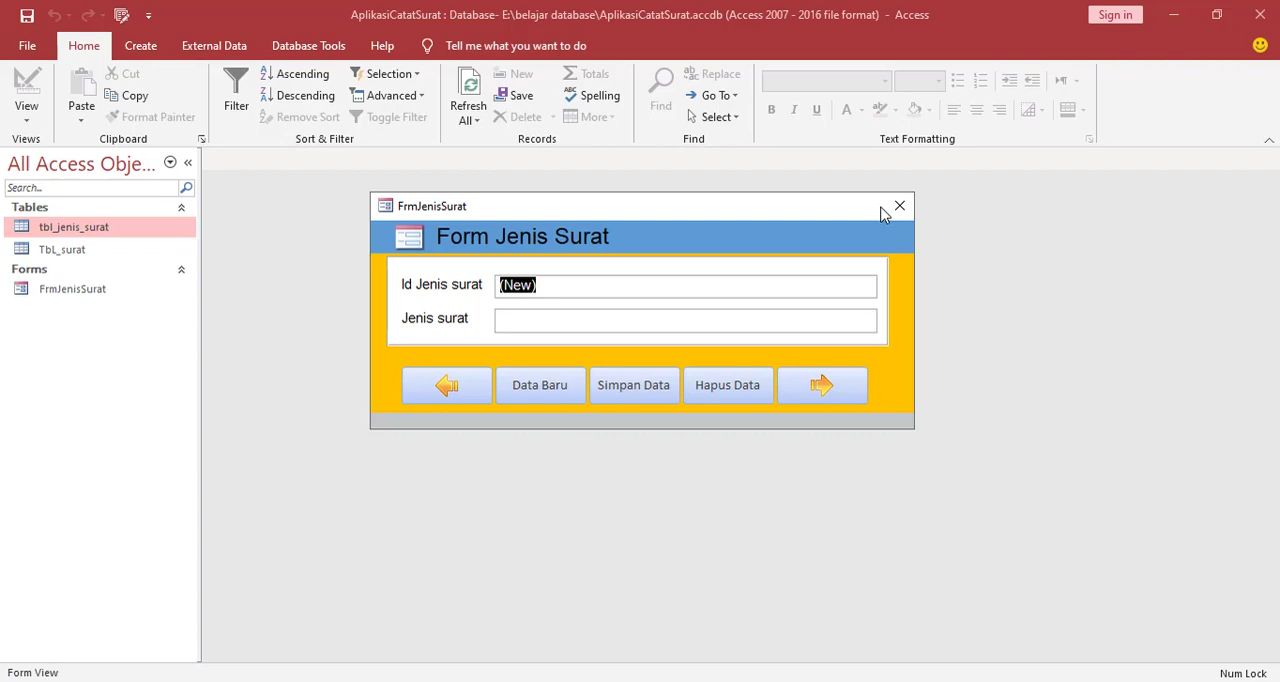 AplikasiCatatSurat : Database- E:\belajar database\AplikasiCatatSurat.accdb (Access 2007 - 2016 file format) - Access
Sign in
File Home Create External Data Database Tools Help Tell me what you want to do
View
Views
Paste
Cut
Copy
Format Painter
Clipboard
Filter
Ascending
Descending
Remove Sort
Selection
Advanced
Toggle Filter
Sort & Filter
Refresh All
New
Save
Delete
Totals
Spelling
More
Records
Find
Replace
Go To
Select
Find
B I U A
Text Formatting
All Access Obje...
Search...
Tables
tbl_jenis_surat
TbL_surat
Forms
FrmJenisSurat
FrmJenisSurat
Form Jenis Surat
Id Jenis surat (New)
Jenis surat
Data Baru Simpan Data Hapus Data
Form View
Num Lock